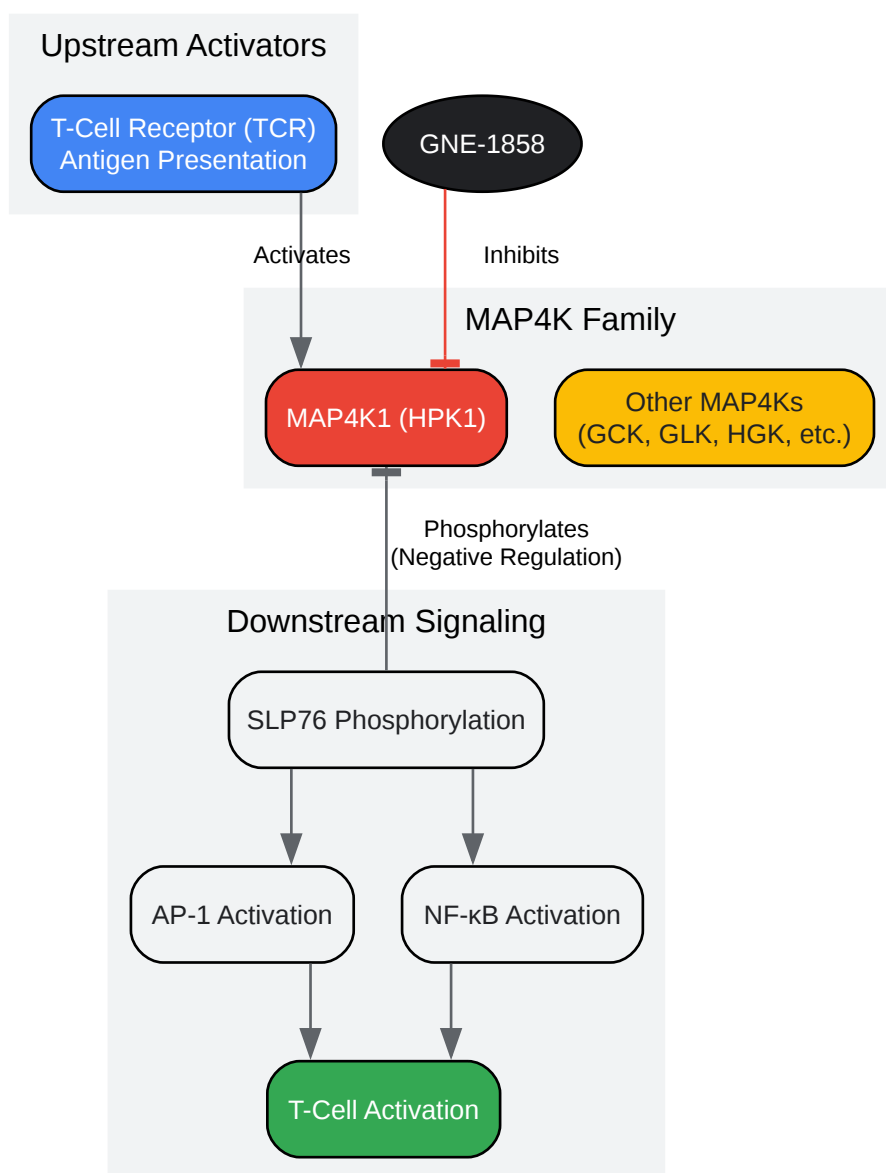 Upstream Activators
T-Cell Receptor (TCR)
Antigen Presentation
GNE-1858
Activates
Inhibits
MAP4K Family
MAP4K1 (HPK1)
Other MAP4Ks
(GCK, GLK, HGK, etc.)
Phosphorylates
(Negative Regulation)
Downstream Signaling
SLP76 Phosphorylation
AP-1 Activation
NF-κB Activation
T-Cell Activation